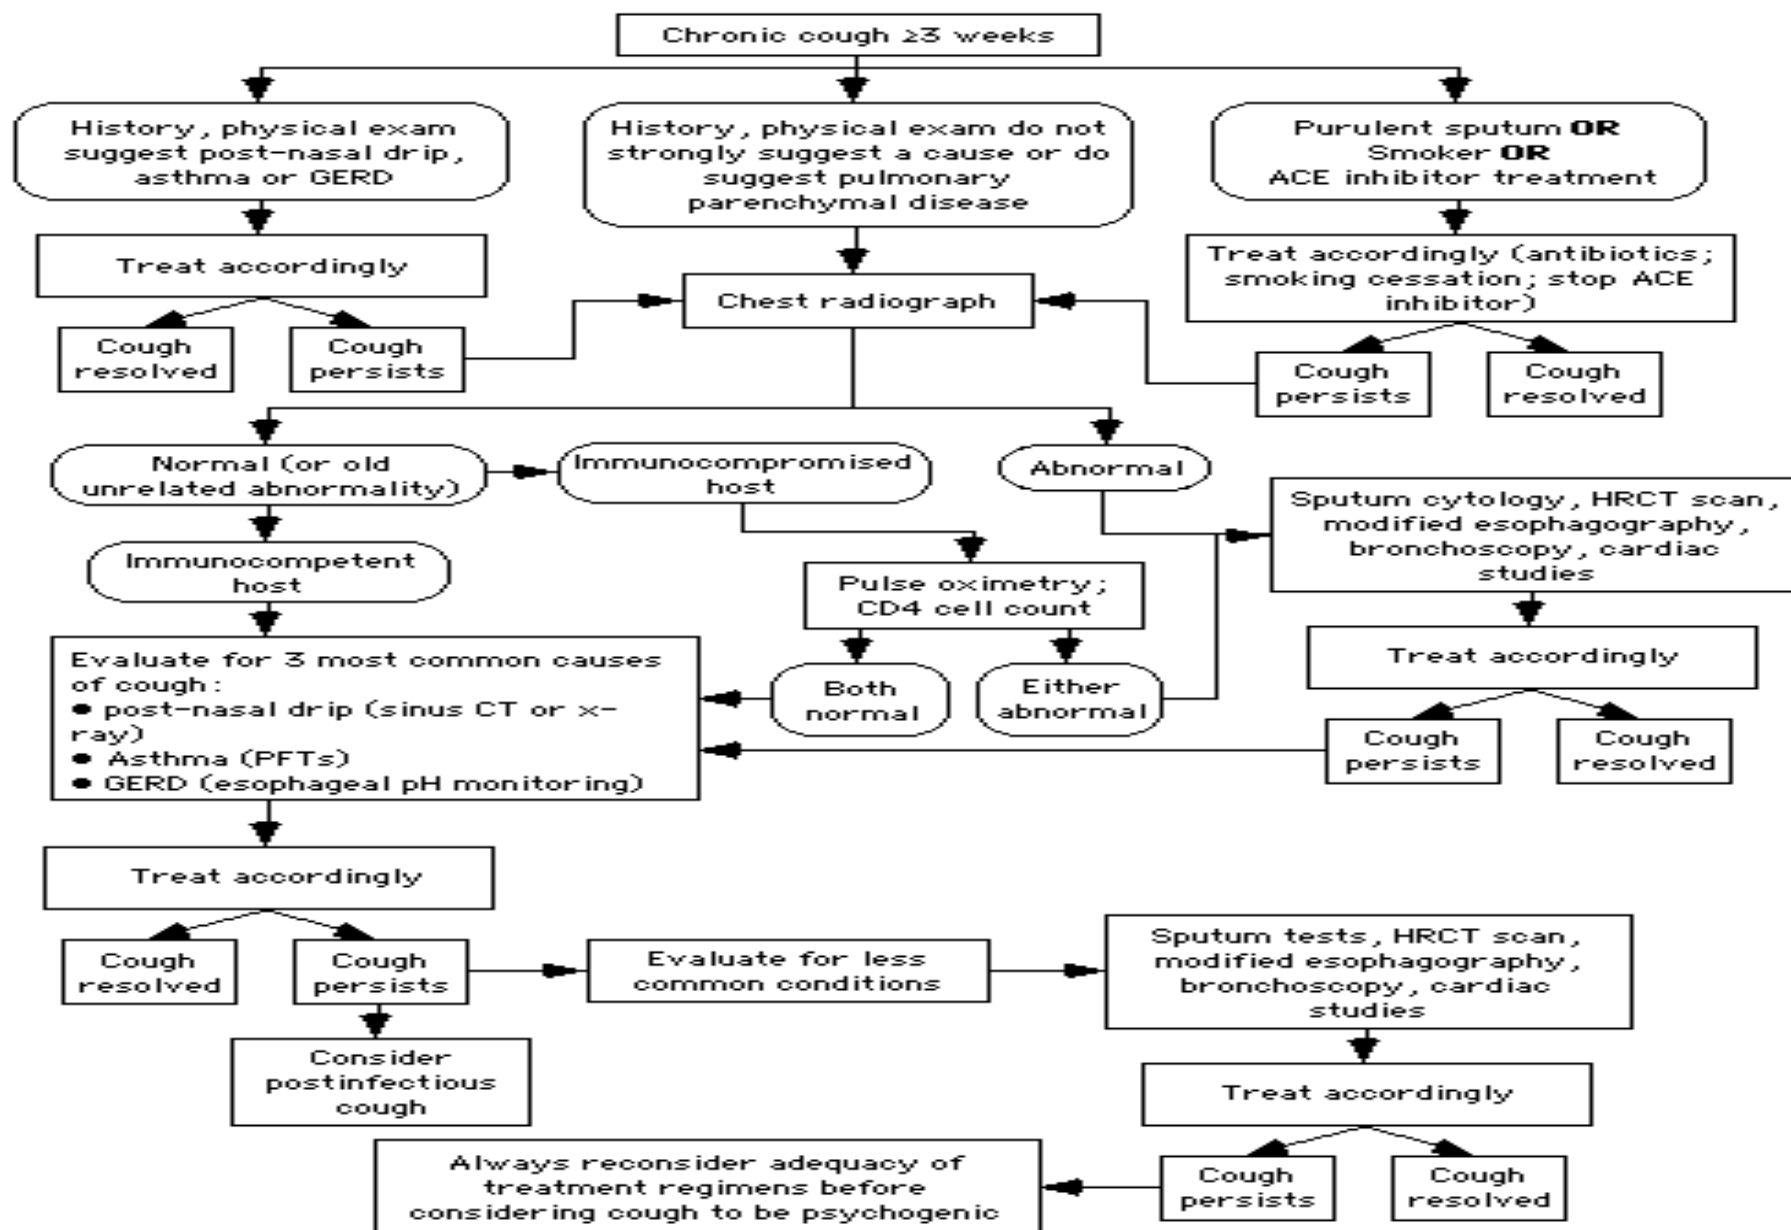 Chronic cough ≥3 weeks
History, physical exam
suggest post-nasal drip,
asthma or GERD
History, physical exam do not
strongly suggest a cause or do
suggest pulmonary
parenchymal disease
Purulent sputum OR
Smoker OR
ACE inhibitor treatment
Treat accordingly
Chest radiograph
Treat accordingly (antibiotics;
smoking cessation; stop ACE
inhibitor)
Cough
resolved
Cough
persists
Cough
persists
Cough
resolved
Normal (or old
unrelated abnormality)
Immunocompromised
host
Abnormal
Sputum cytology, HRCT scan,
modified esophagography,
bronchoscopy, cardiac
studies
Immunocompetent
host
Pulse oximetry;
CD4 cell count
Evaluate for 3 most common causes
of cough:
● post-nasal drip (sinus CT or x-
ray)
● Asthma (PFTs)
● GERD (esophageal pH monitoring)
Both
normal
Either
abnormal
Treat accordingly
Cough
persists
Cough
resolved
Treat accordingly
Cough
resolved
Cough
persists
Evaluate for less
common conditions
Sputum tests, HRCT scan,
modified esophagography,
bronchoscopy, cardiac
studies
Consider
postinfectious
cough
Treat accordingly
Always reconsider adequacy of
treatment regimens before
considering cough to be psychogenic
Cough
persists
Cough
resolved